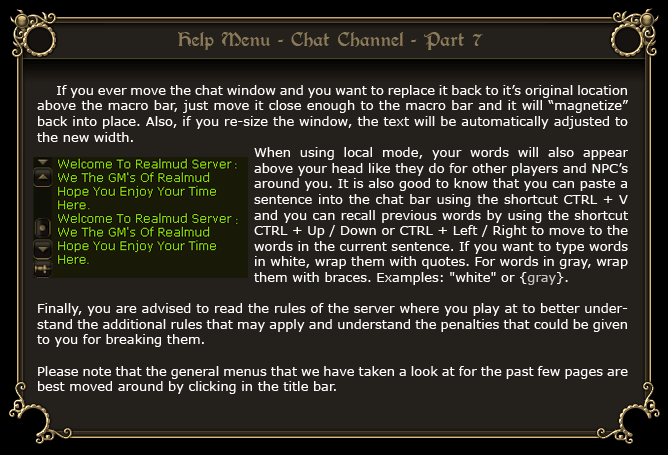 Help Menu - Chat Channel - Part 7
If you ever move the chat window and you want to replace it back to it's original location
above the macro bar, just move it close enough to the macro bar and it will “magnetize”
back into place. Also, if you re-size the window, the text will be automatically adjusted to
the new width.
Welcome To Realmud Server :
We The GM's Of Realmud
Hope You Enjoy Your Time
Here.
Welcome To Realmud Server :
We The GM's Of Realmud
Hope You Enjoy Your Time
Here.
When using local mode, your words will also appear
above your head like they do for other players and NPC's
around you. It is also good to know that you can paste a
sentence into the chat bar using the shortcut CTRL + V
and you can recall previous words by using the shortcut
CTRL + Up / Down or CTRL + Left / Right to move to the
words in the current sentence. If you want to type words
in white, wrap them with quotes. For words in gray, wrap
them with braces. Examples: "white" or {gray}.
Finally, you are advised to read the rules of the server where you play at to better under-
stand the additional rules that may apply and understand the penalties that could be given
to you for breaking them.
Please note that the general menus that we have taken a look at for the past few pages are
best moved around by clicking in the title bar.